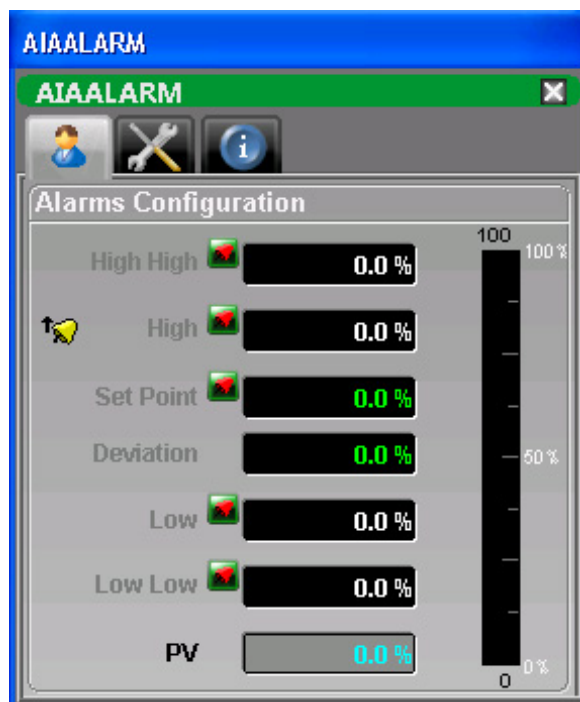 AIAALARM
AIAALARM
i
Alarms Configuration
High High 0.0 %
High 0.0 %
Set Point 0.0 %
Deviation 0.0 %
Low 0.0 %
Low Low 0.0 %
PV 0.0 %
100
100 %
50 %
0 %
0